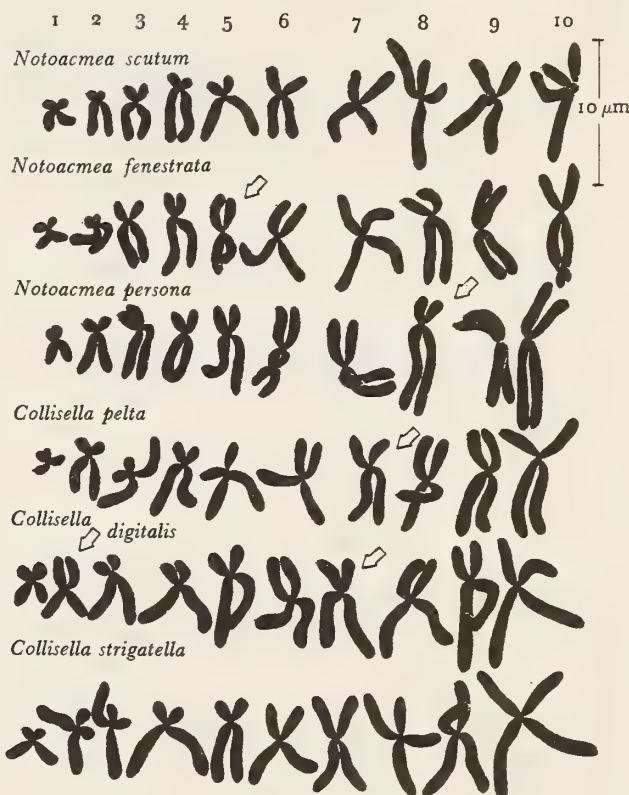 1 2 3 4 5 6 7 8 9 10
Notoacmea scutum
10 μm
Notoacmea fenestrata
Notoacmea persona
Collisella pelta
Collisella digitalis
Collisella strigatella